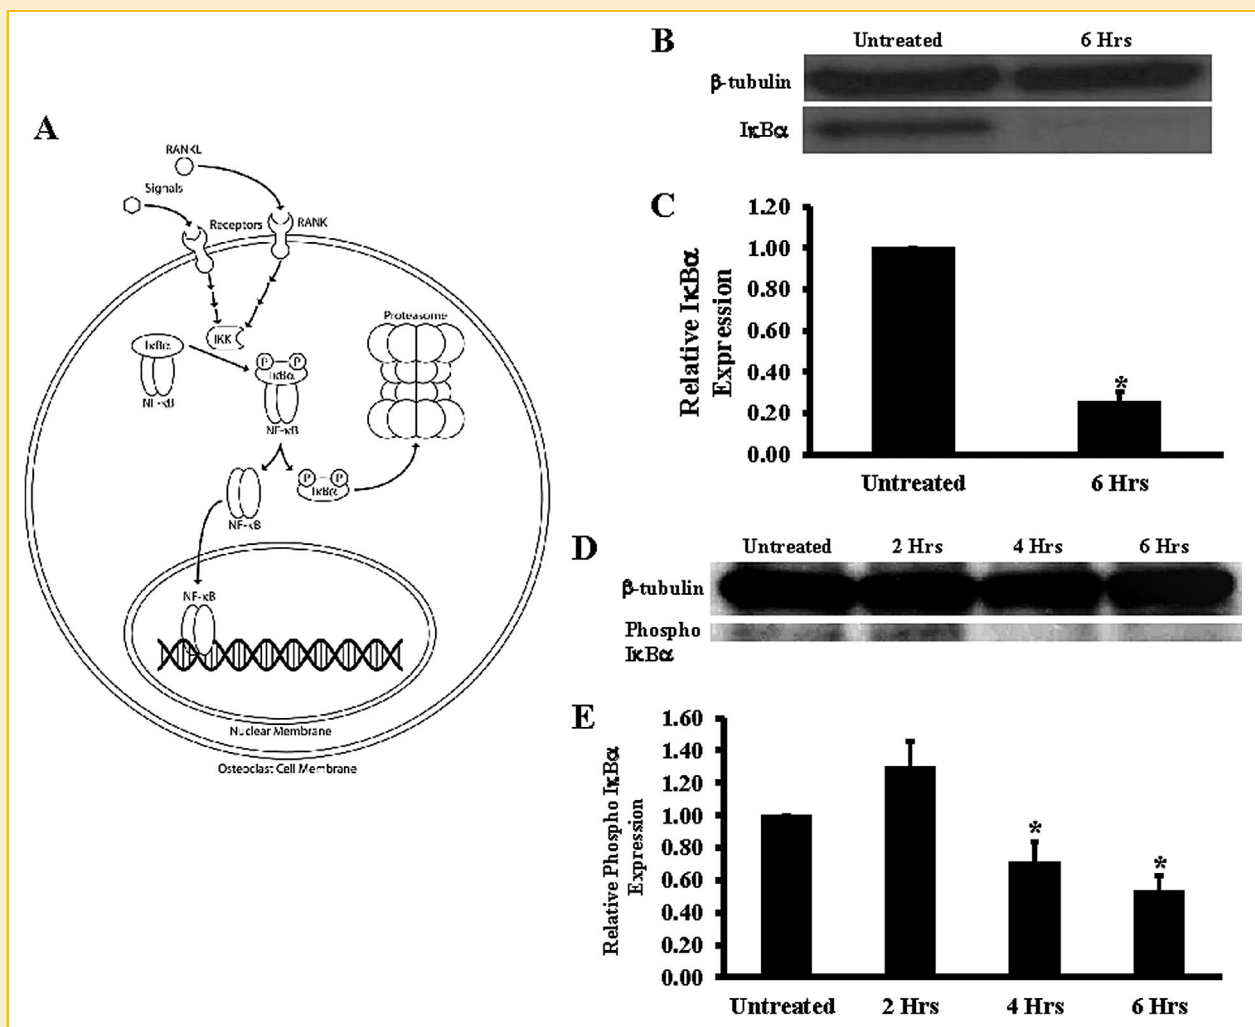 A
RANKL
Signals
Receptors
RANK
IKK
Proteasome
IκBα
NF-κB
P
P
IκBα
NF-κB
P
P
IκBα
NF-κB
NF-κB
Nuclear Membrane
Osteoclast Cell Membrane
B
Untreated
6 Hrs
β-tubulin
IκBα
C
Relative IκBα
Expression
1.20
1.00
0.80
0.60
0.40
0.20
0.00
*
Untreated
6 Hrs
D
Untreated
2 Hrs
4 Hrs
6 Hrs
β-tubulin
Phospho
IκBα
E
Relative Phospho IκBα
Expression
1.60
1.40
1.20
1.00
0.80
0.60
0.40
0.20
0.00
*
*
Untreated
2 Hrs
4 Hrs
6 Hrs